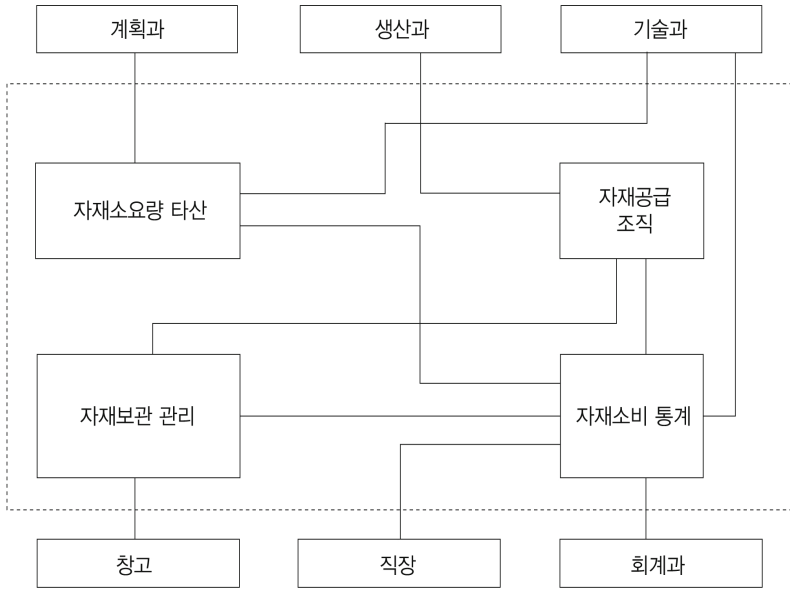 계획과
생산과
기술과
자재소요량 타산
자재공급
조직
자재보관 관리
자재소비 통계
창고
직장
회계과